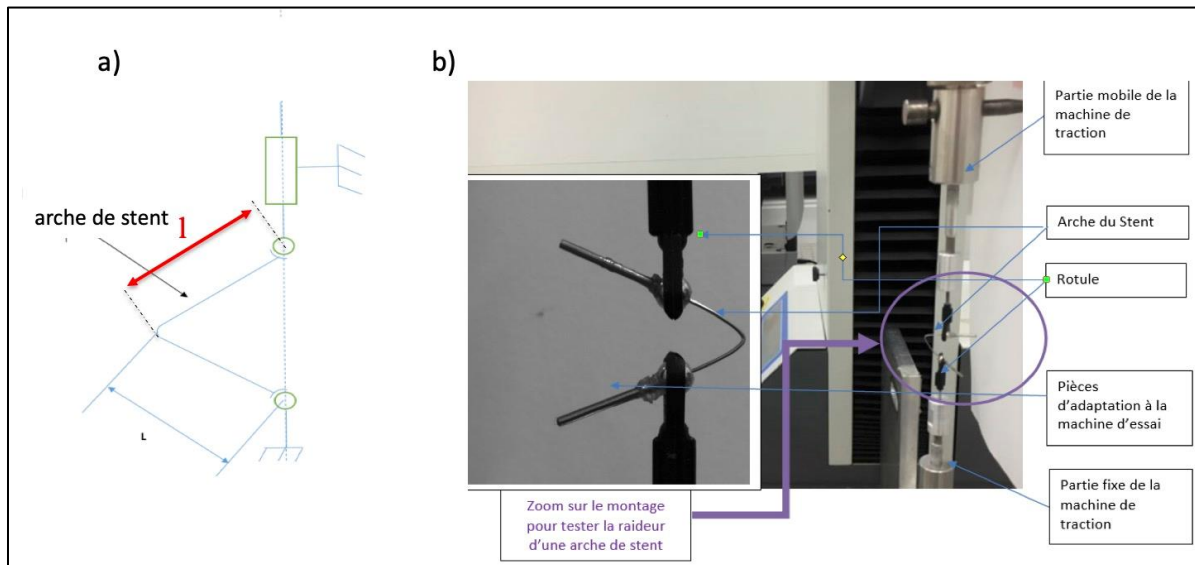 a)
arche de stent
l
L
b)
Partie mobile de la
machine de
traction
Arche du Stent
Rotule
Pièces
d'adaptation à la
machine d'essai
Partie fixe de la
machine de
traction
Zoom sur le montage
pour tester la raideur
d'une arche de stent